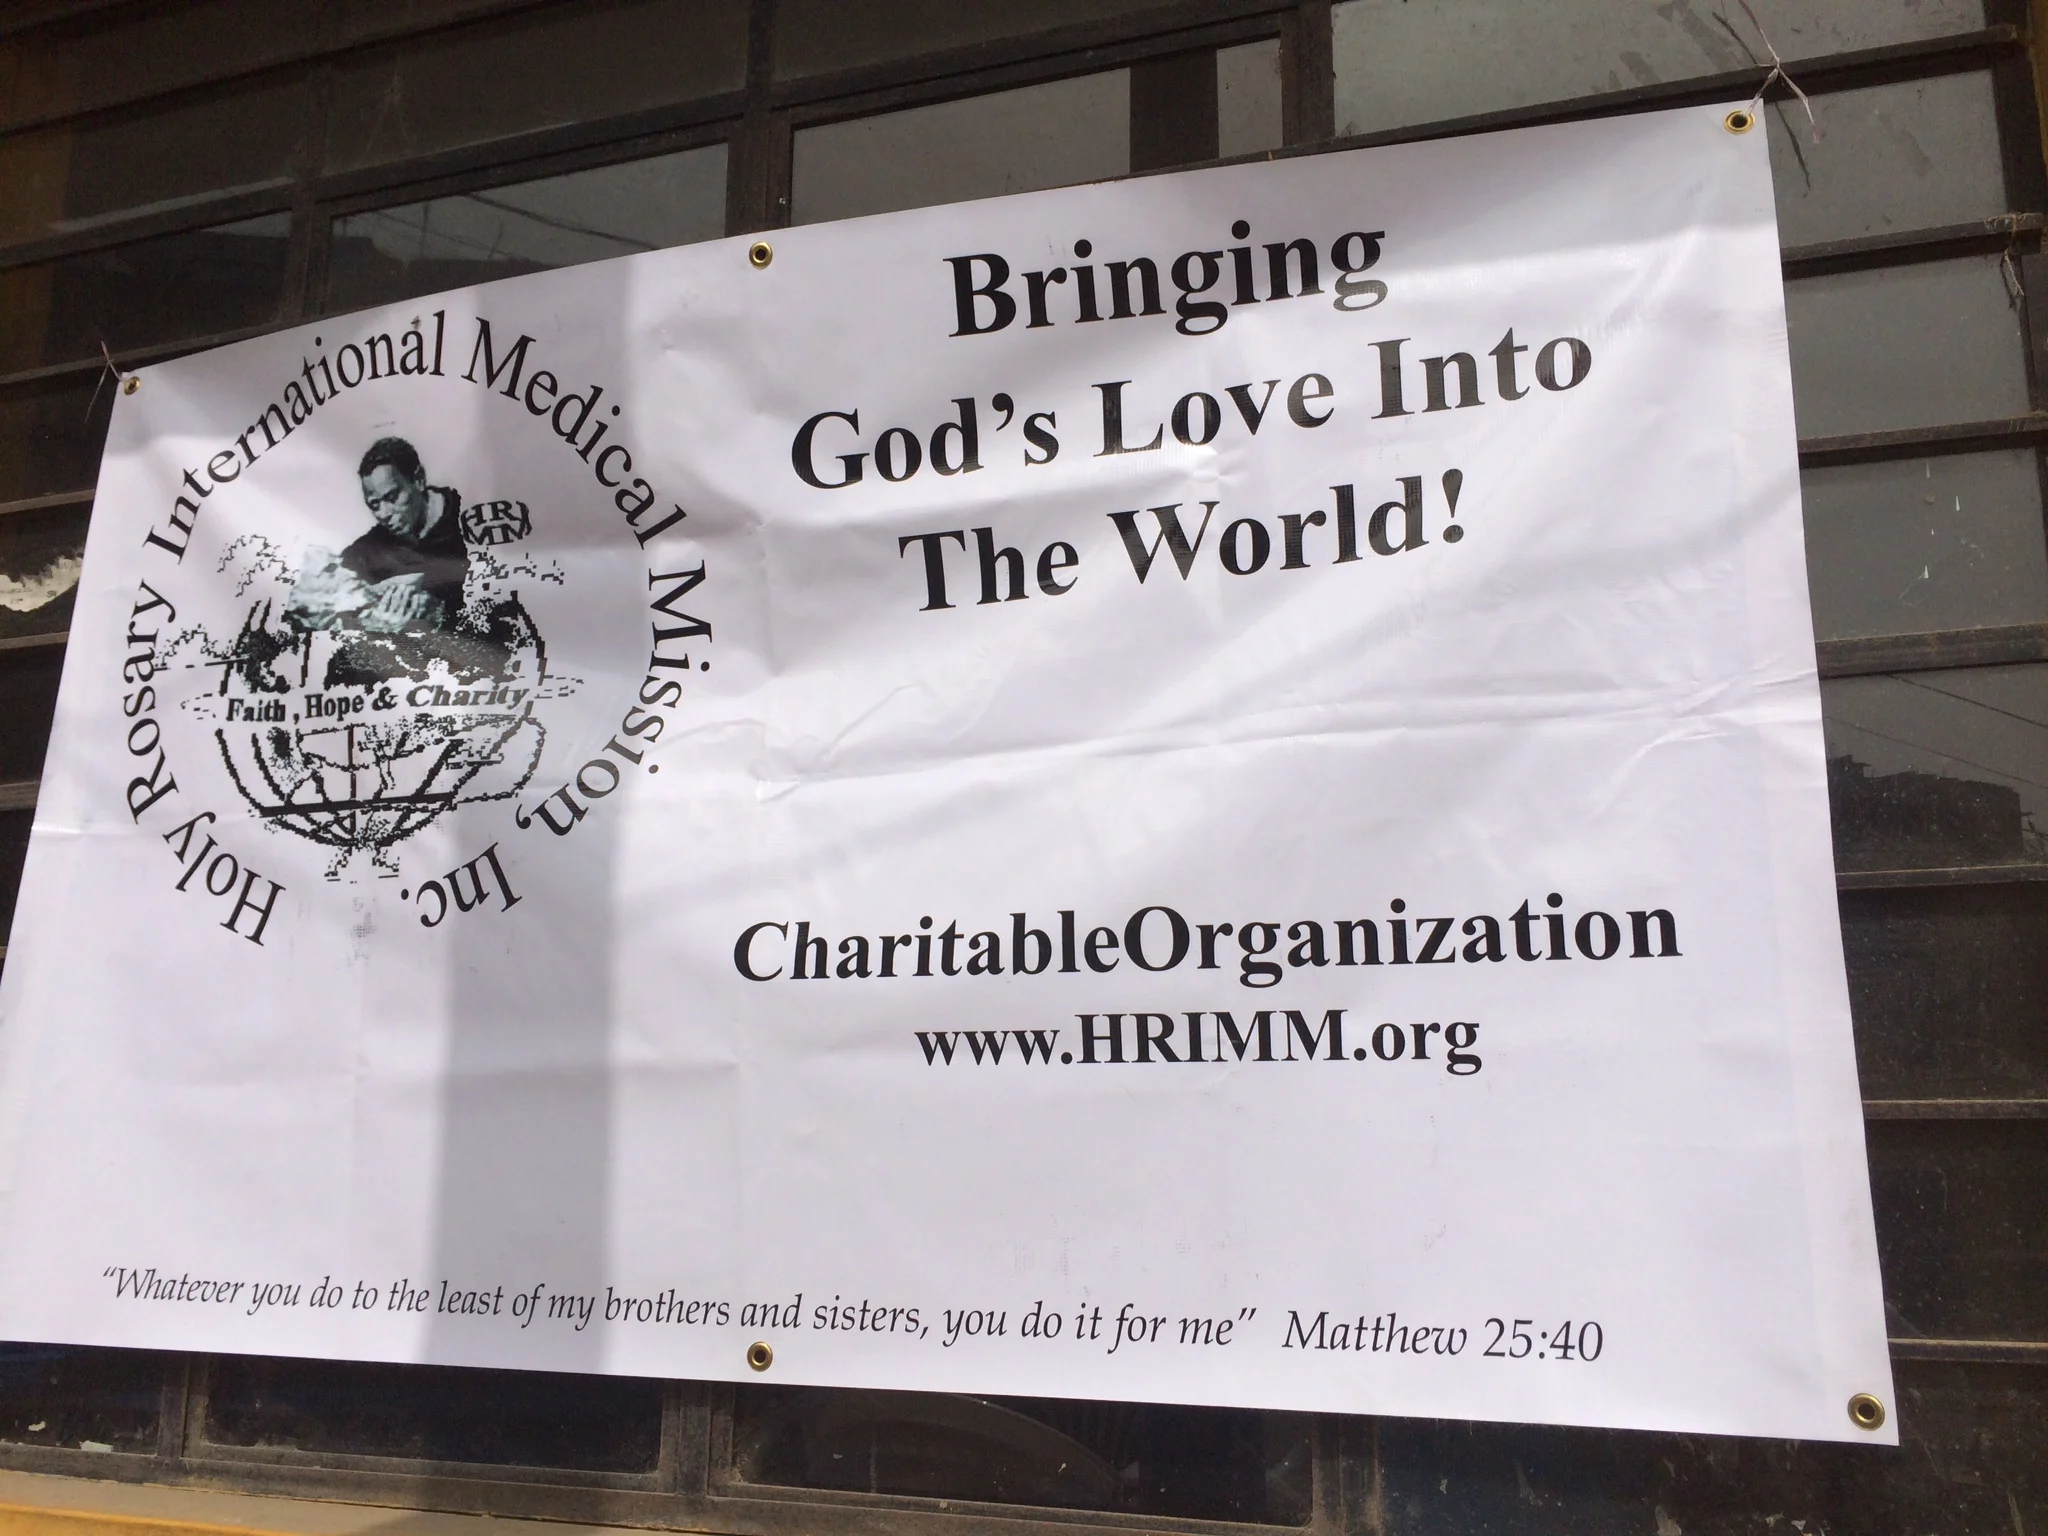 Holy Rosary International Medical Mission, Inc.
HRI
MM
Faith, Hope & Charity
Bringing
God's Love Into
The World!
CharitableOrganization
www.HRIMM.org
"Whatever you do to the least of my brothers and sisters, you do it for me" Matthew 25:40